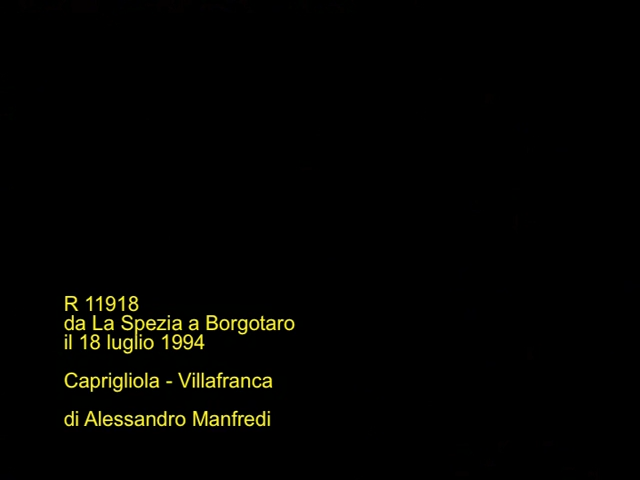 R 11918
da La Spezia a Borgotaro
il 18 luglio 1994
Caprigliola - Villafranca
di Alessandro Manfredi